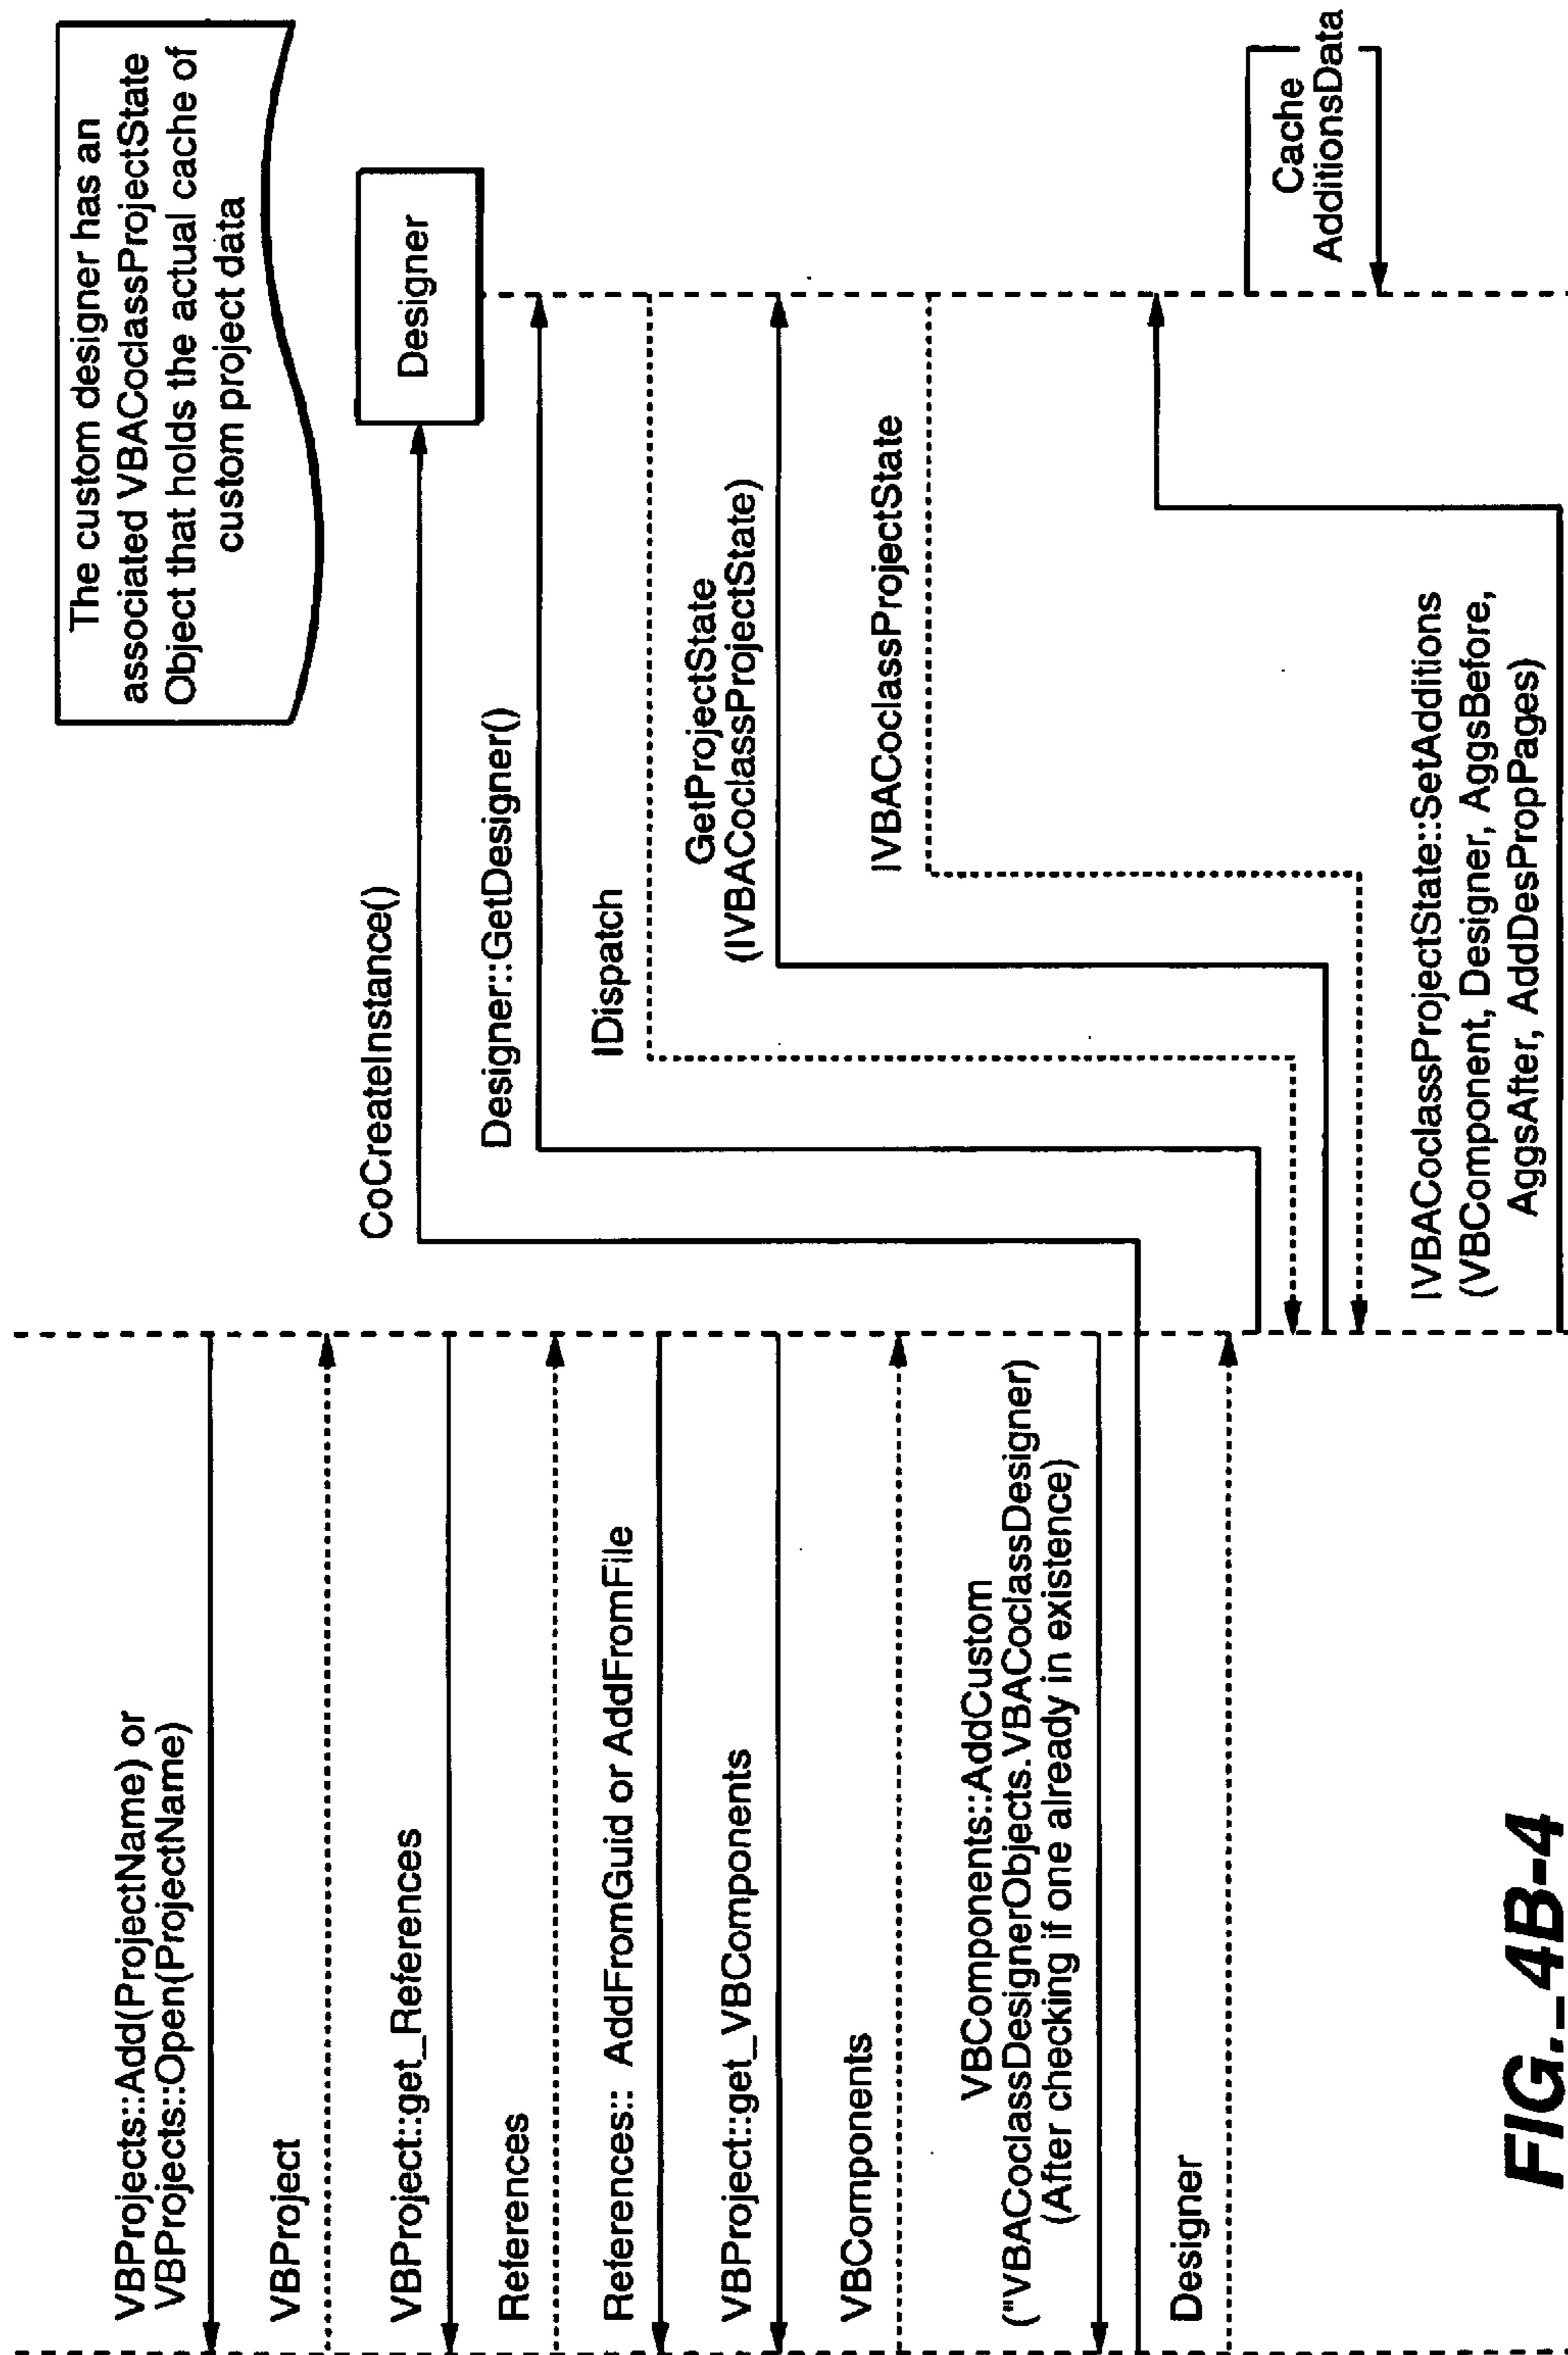 The custom designer has an
associated VBACoclassProjectState
Object that holds the actual cache of
custom project data
VBProjects::Add(ProjectName) or
VBProjects::Open(ProjectName)
VBProject
VBProject::get_References
References
References:: AddFromGuid or AddFromFile
VBProject::get_VBComponents
VBComponents
VBComponents::AddCustom
("VBACoclassDesignerObjects.VBACoclassDesigner)
(After checking if one already in existence)
Designer
CoCreateInstance()
Designer
Designer::GetDesigner()
IDispatch
GetProjectState
(IVBACoclassProjectState)
IVBACoclassProjectState
IVBACoclassProjectState::SetAdditions
(VBComponent, Designer, AggsBefore,
AggsAfter, AddDesPropPages)
Cache
AdditionsData
FIG._4B-4